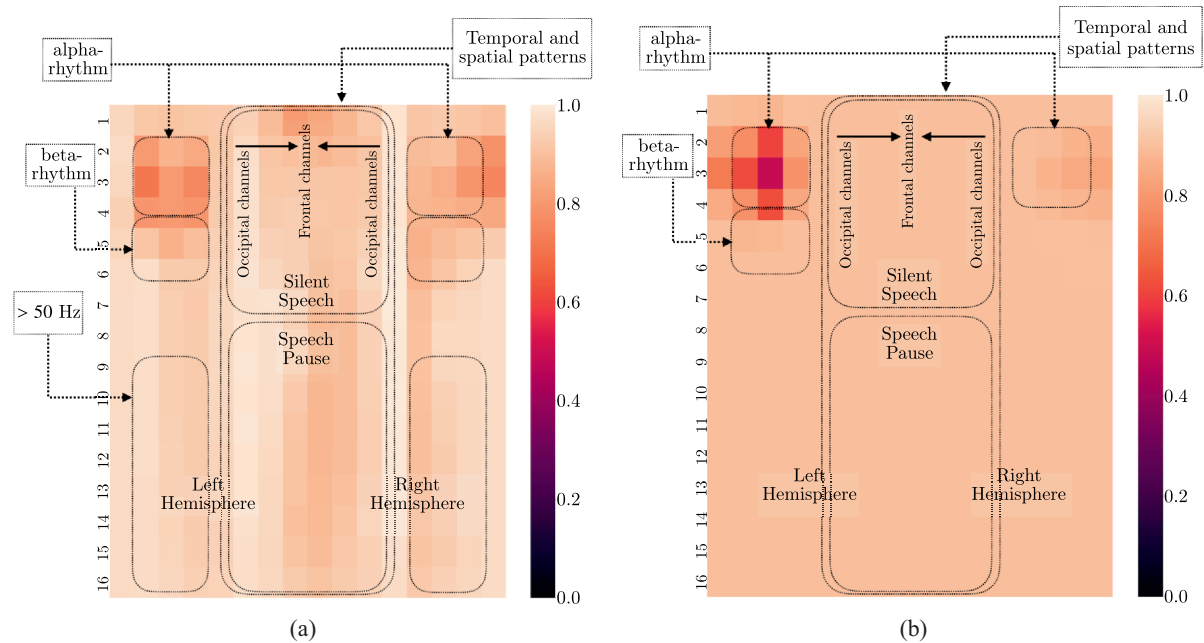 alpha-
rhythm
Temporal and
spatial patterns
beta-
rhythm
> 50 Hz
1
2
3
4
5
6
7
8
9
10
11
12
13
14
15
16
Occipital channels
Frontal channels
Occipital channels
Silent
Speech
Speech
Pause
Left
Hemisphere
Right
Hemisphere
1.0
0.8
0.6
0.4
0.2
0.0
(a)
alpha-
rhythm
Temporal and
spatial patterns
beta-
rhythm
1
2
3
4
5
6
7
8
9
10
11
12
13
14
15
16
Occipital channels
Frontal channels
Occipital channels
Silent
Speech
Speech
Pause
Left
Hemisphere
Right
Hemisphere
1.0
0.8
0.6
0.4
0.2
0.0
(b)